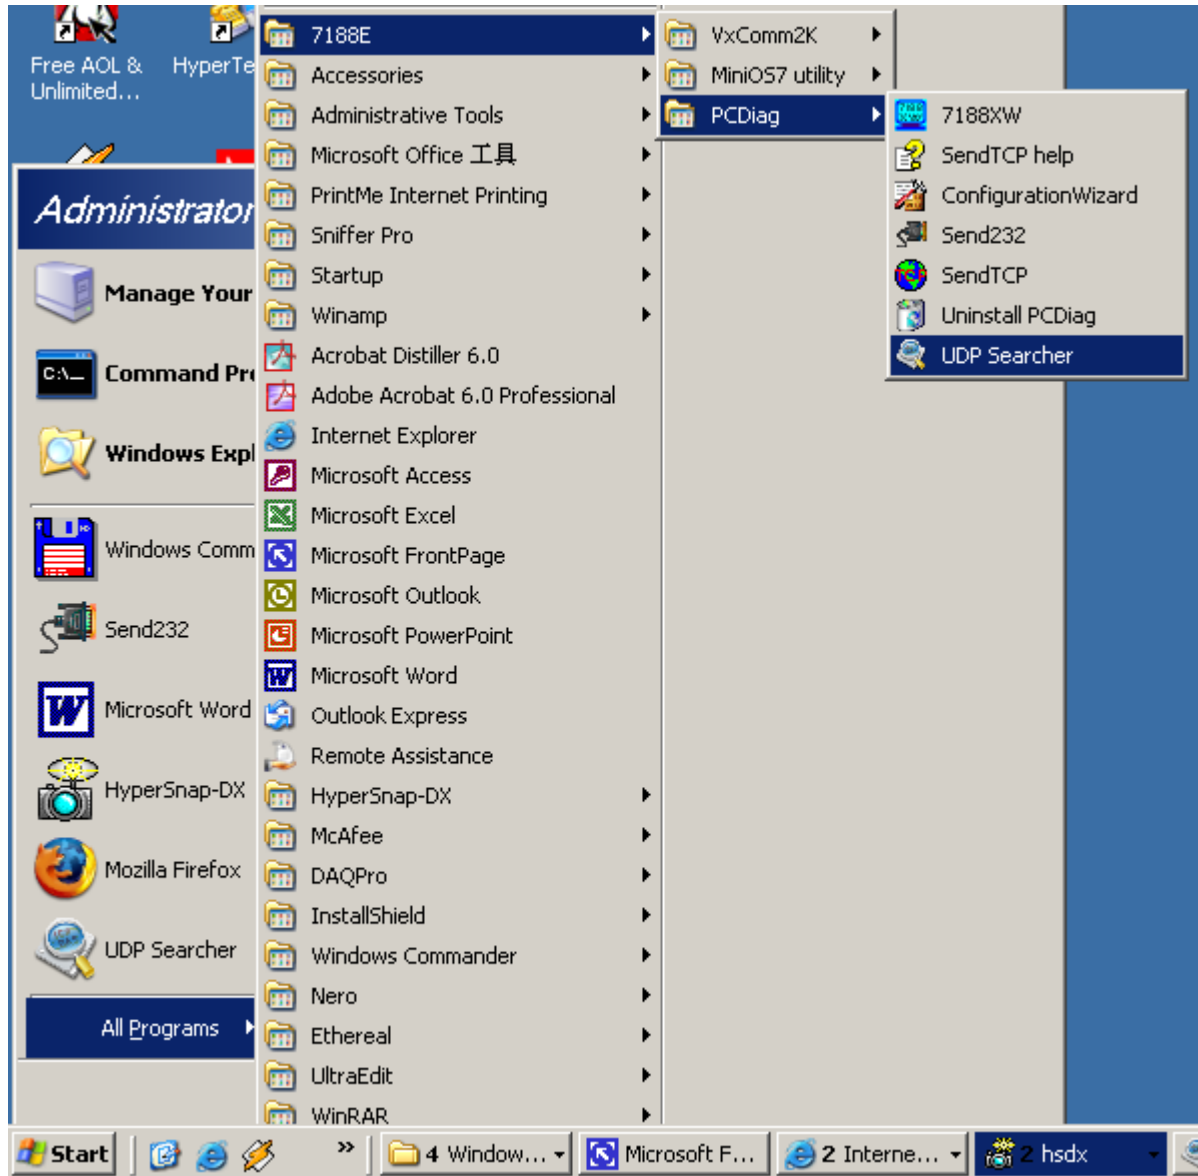 Free AOL &
Unlimited...
HyperTe
Administrator
Manage Your
C:\_
Command Pr
Windows Expl
Windows Comm
Send232
Microsoft Word
HyperSnap-DX
Mozilla Firefox
UDP Searcher
All Programs
7188E
Accessories
Administrative Tools
Microsoft Office 工具
PrintMe Internet Printing
Sniffer Pro
Startup
Winamp
Acrobat Distiller 6.0
Adobe Acrobat 6.0 Professional
Internet Explorer
Microsoft Access
Microsoft Excel
Microsoft FrontPage
Microsoft Outlook
Microsoft PowerPoint
Microsoft Word
Outlook Express
Remote Assistance
HyperSnap-DX
McAfee
DAQPro
InstallShield
Windows Commander
Nero
Ethereal
UltraEdit
WinRAR
VxComm2K
MiniOS7 utility
PCDiag
7188XW
SendTCP help
ConfigurationWizard
Send232
SendTCP
Uninstall PCDiag
UDP Searcher
Start
»
4 Window...
Microsoft F...
2 Interne...
2 hsdx